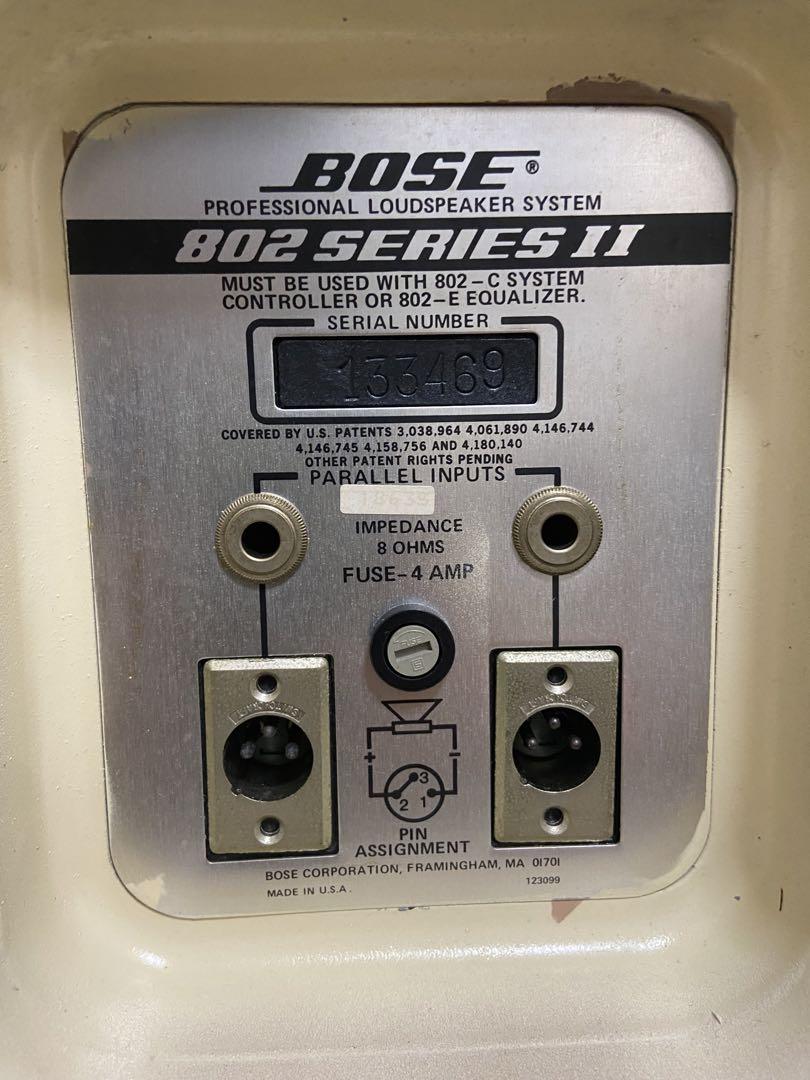 BOSE®
PROFESSIONAL LOUDSPEAKER SYSTEM
802 SERIES II
MUST BE USED WITH 802-C SYSTEM
CONTROLLER OR 802-E EQUALIZER.
SERIAL NUMBER
133469
COVERED BY U.S. PATENTS 3,038,964 4,061,890 4,146,744
4,146,745 4,158,756 AND 4,180,140
OTHER PATENT RIGHTS PENDING
PARALLEL INPUTS
IMPEDANCE
8 OHMS
FUSE-4 AMP
FUSE
+ −
3
2 1
PIN
ASSIGNMENT
BOSE CORPORATION, FRAMINGHAM, MA 01701
MADE IN U.S.A. 123099